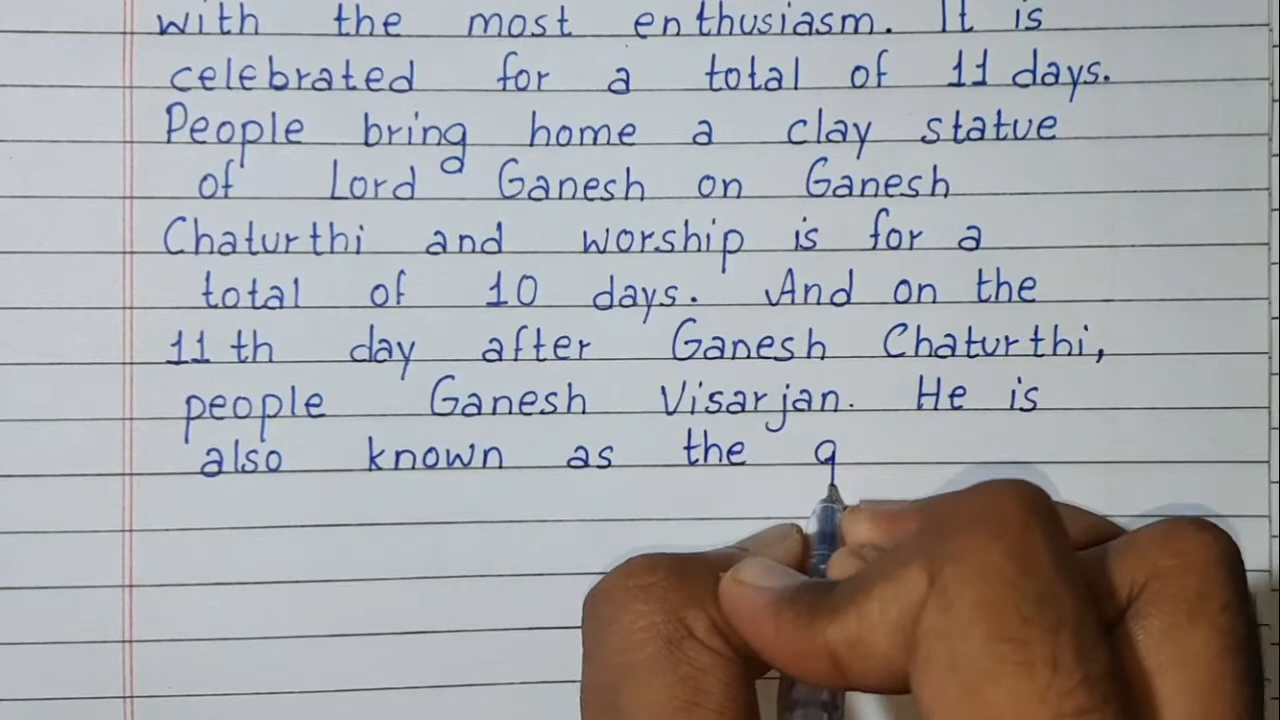 with the most enthusiasm. It is
celebrated for a total of 11 days.
People bring home a clay statue
of Lord Ganesh on Ganesh
Chaturthi and worship is for a
total of 10 days. And on the
11th day after Ganesh Chaturthi,
people Ganesh Visarjan. He is
also known as the g